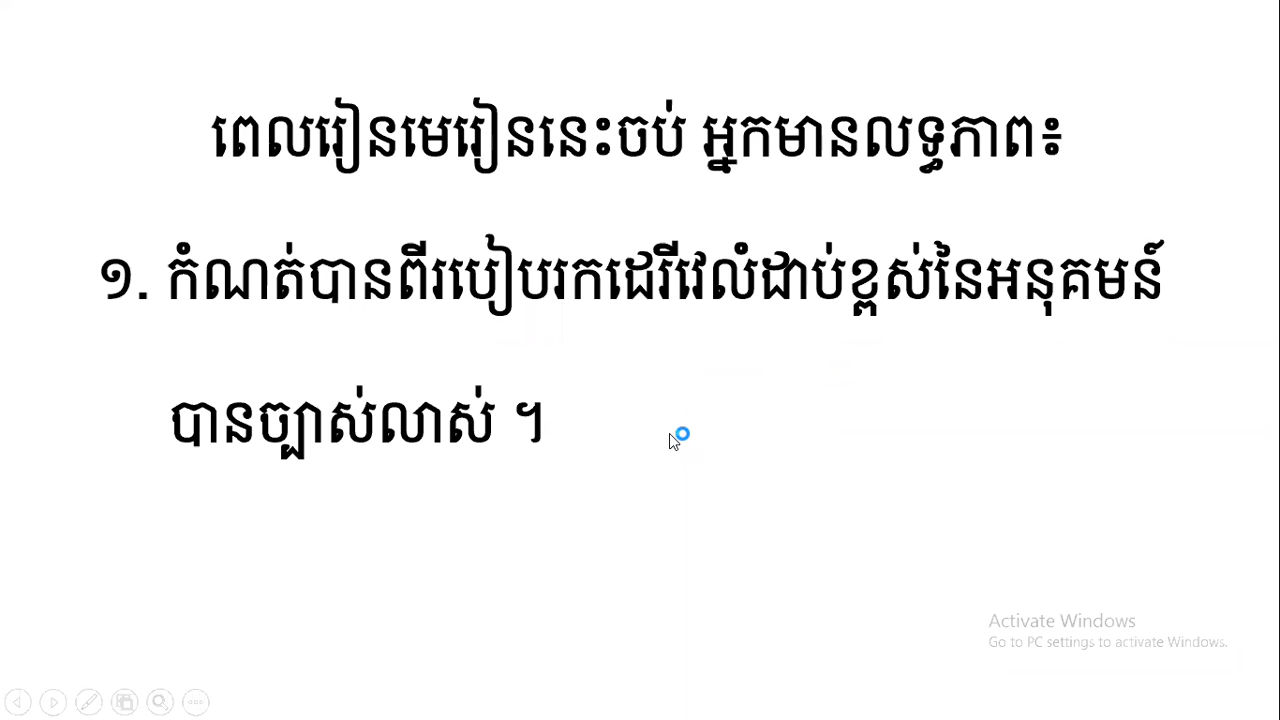 ពេលរៀនមេរៀននេះចប់ អ្នកមានលទ្ធភាព៖
១. កំណត់បានពីរបៀបរកដេរីវេលំដាប់ខ្ពស់នៃអនុគមន៍
បានច្បាស់លាស់ ។
Activate Windows
Go to PC settings to activate Windows.